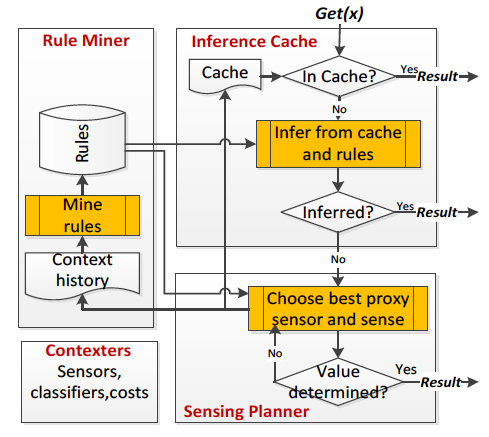 Get(x)
Rule Miner
Inference Cache
Cache
In Cache?
Yes
Result
No
Rules
Infer from cache
and rules
Mine
rules
Inferred?
Yes
Result
Context
history
No
Choose best proxy
sensor and sense
No
Contexters
Sensors,
classifiers,costs
Value
determined?
Yes
Result
Sensing Planner